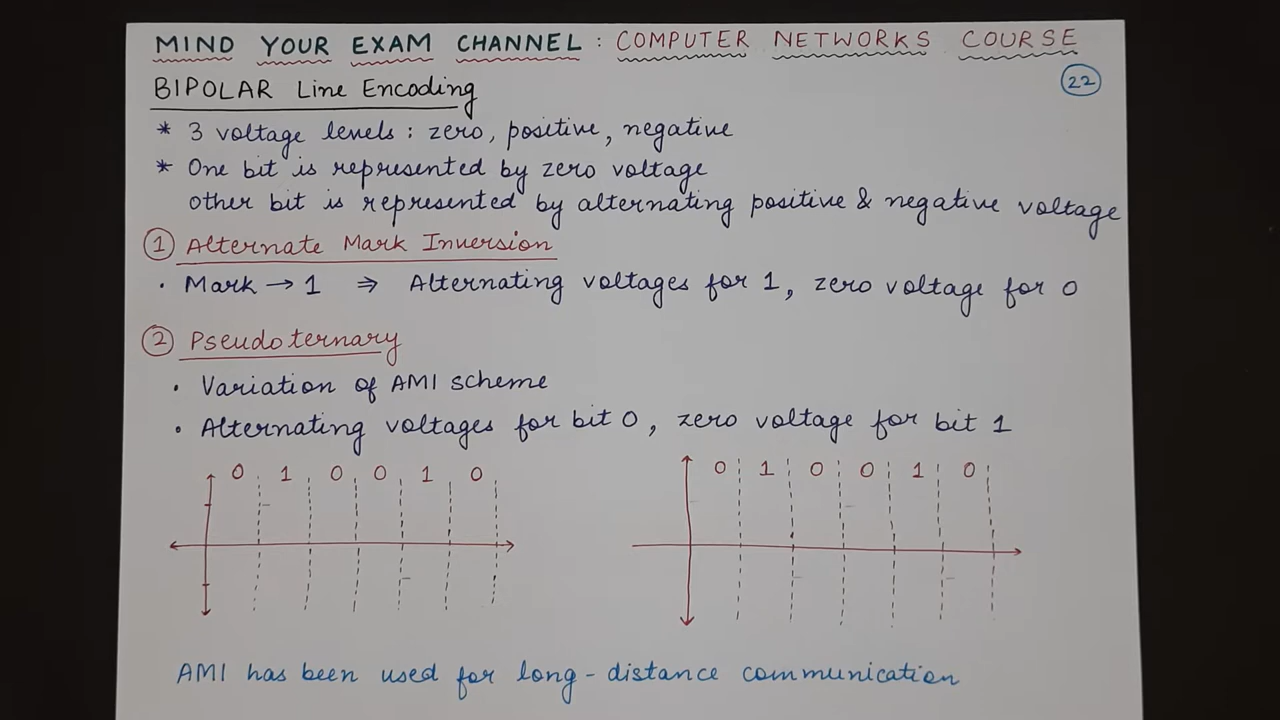 MIND YOUR EXAM CHANNEL : COMPUTER NETWORKS COURSE
BIPOLAR Line Encoding
22
* 3 voltage levels : zero, positive, negative
* One bit is represented by zero voltage
other bit is represented by alternating positive & negative voltage
① Alternate Mark Inversion
· Mark → 1 ⇒ Alternating voltages for 1, zero voltage for 0
② Pseudoternary
· Variation of AMI scheme
· Alternating voltages for bit 0, zero voltage for bit 1
0 1 0 0 1 0
0 1 0 0 1 0
AMI has been used for long-distance communication